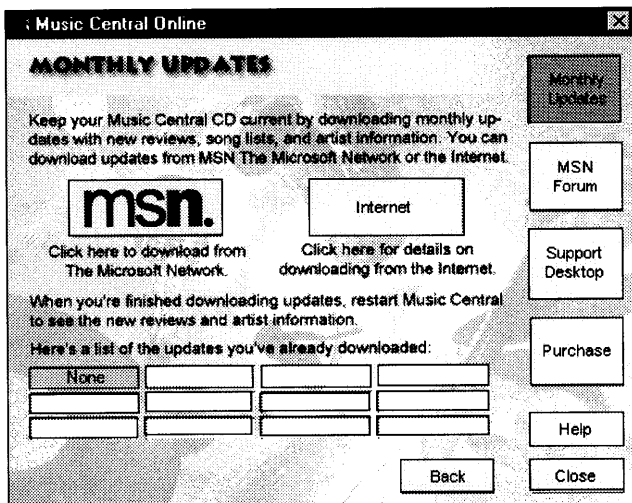 Music Central Online
MONTHLY UPDATES
Keep your Music Central CD current by downloading monthly up-
dates with new reviews, song lists, and artist information. You can
download updates from MSN The Microsoft Network or the Internet.
msn.
Internet
Click here to download from
The Microsoft Network.
Click here for details on
downloading from the Internet.
When you're finished downloading updates, restart Music Central
to see the new reviews and artist information.
Here's a list of the updates you've already downloaded:
None
Back
Monthly
Updates
MSN
Forum
Support
Desktop
Purchase
Help
Close